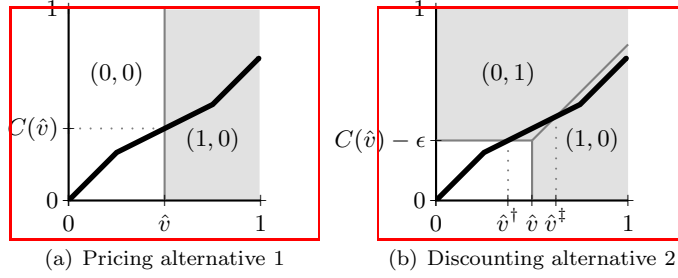 1
(0, 0)
C(v̂)
(1, 0)
0
0 v̂ 1
(a) Pricing alternative 1
1
(0, 1)
C(v̂) − ϵ
(1, 0)
0
0 v̂† v̂ v̂‡ 1
(b) Discounting alternative 2